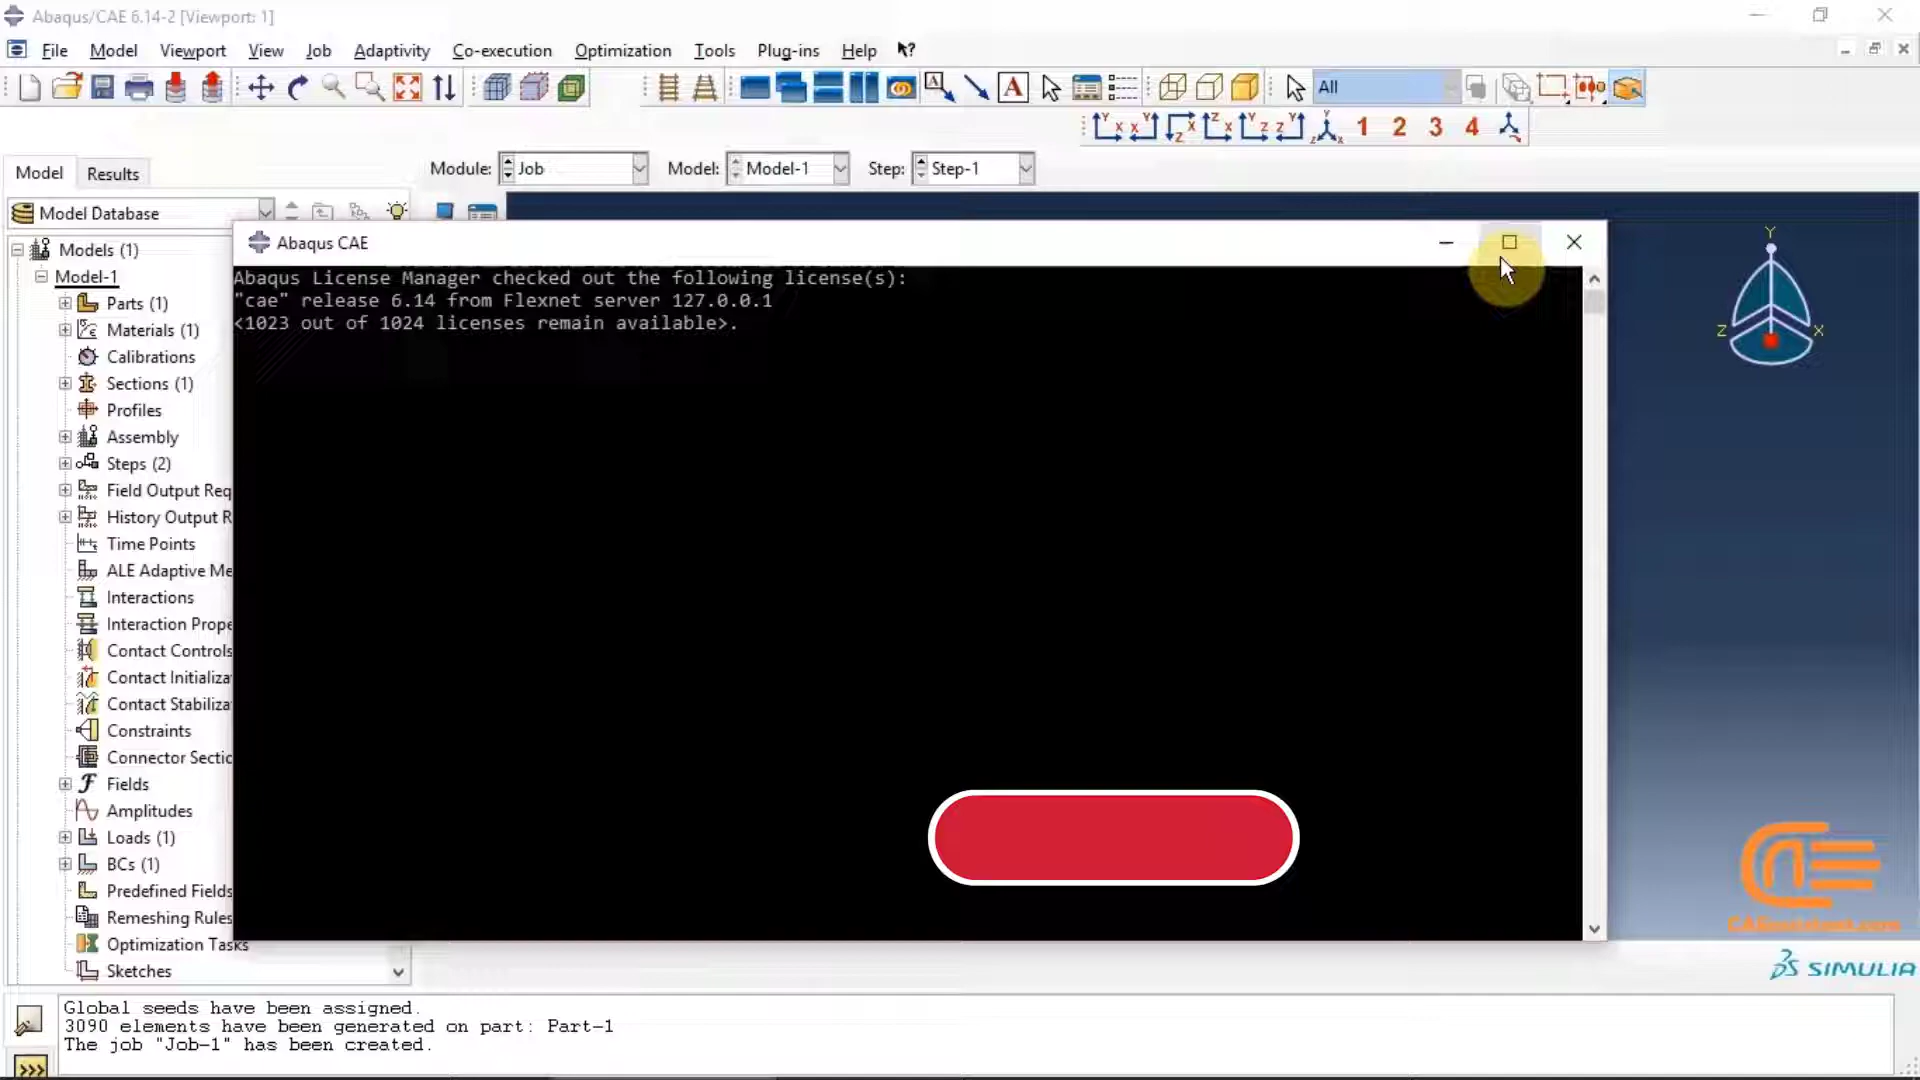 Abaqus/CAE 6.14-2 [Viewport: 1]
File Model Viewport View Job Adaptivity Co-execution Optimization Tools Plug-ins Help
A A All
Y X X Y Z X Z X Y Z Z Y 1 2 3 4
Model Results Module: Job Model: Model-1 Step: Step-1
Model Database
Abaqus CAE
Abaqus License Manager checked out the following license(s):
"cae" release 6.14 from Flexnet server 127.0.0.1
<1023 out of 1024 licenses remain available>.
Models (1)
Model-1
Parts (1)
Materials (1)
Calibrations
Sections (1)
Profiles
Assembly
Steps (2)
Field Output Req
History Output R
Time Points
ALE Adaptive Me
Interactions
Interaction Prope
Contact Controls
Contact Initializa
Contact Stabiliza
Constraints
Connector Sectic
Fields
Amplitudes
Loads (1)
BCs (1)
Predefined Fields
Remeshing Rules
Optimization Tasks
Sketches
Y
Z X
SIMULIA
Global seeds have been assigned.
3090 elements have been generated on part: Part-1
The job "Job-1" has been created.
>>>